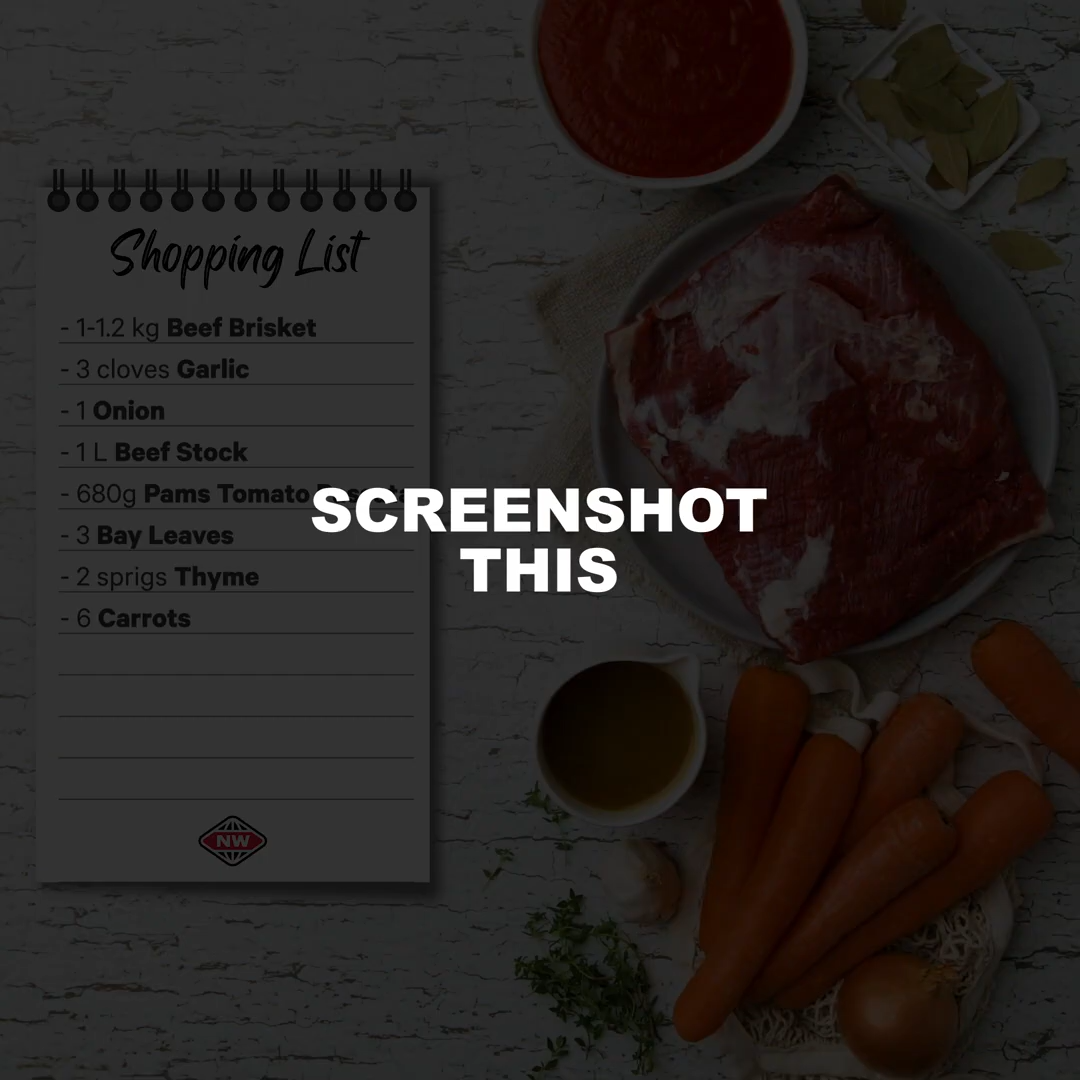 Shopping List
- 1-1.2 kg Beef Brisket
- 3 cloves Garlic
- 1 Onion
- 1 L Beef Stock
- 680g Pams Tomato
- 3 Bay Leaves
- 2 sprigs Thyme
- 6 Carrots
NW
SCREENSHOT
THIS